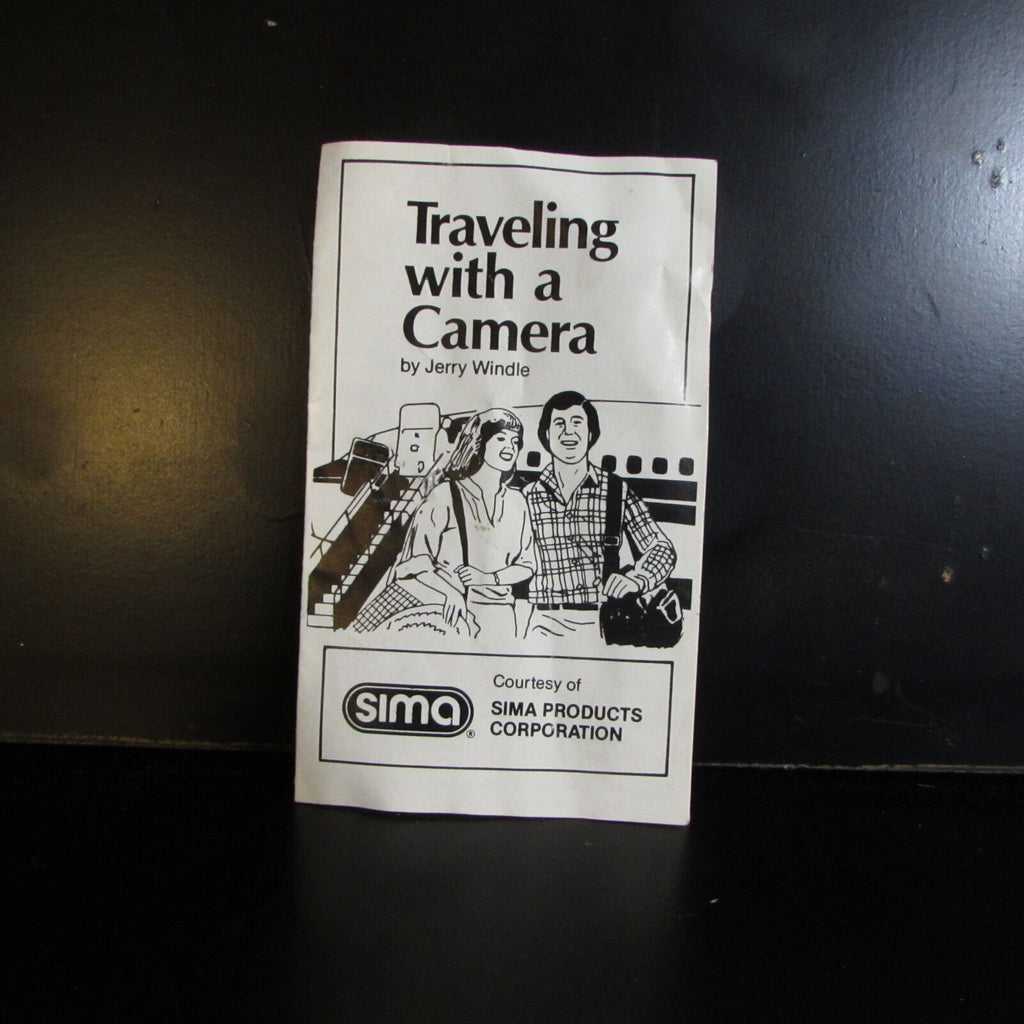 Traveling
with a
Camera
by Jerry Windle
sima®
Courtesy of
SIMA PRODUCTS
CORPORATION